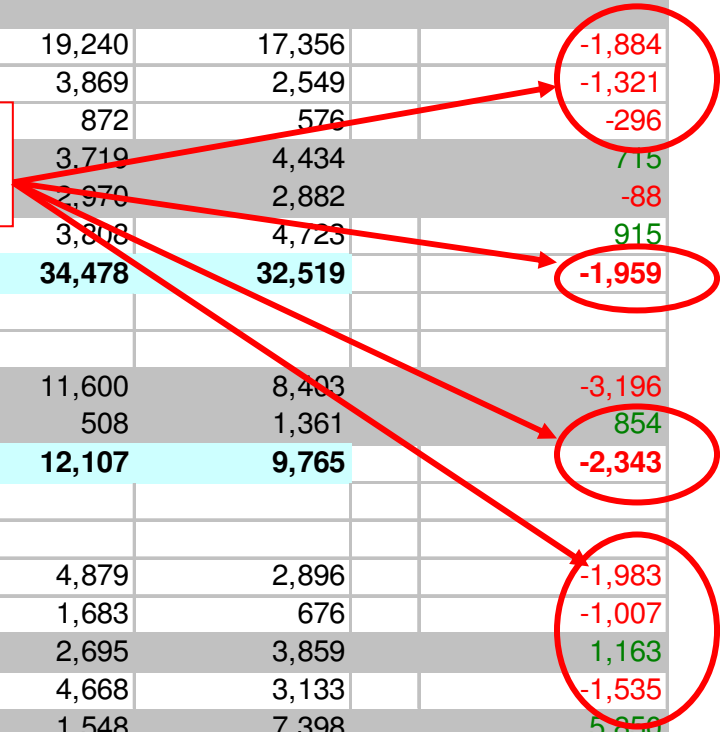 19,240 17,356 -1,884
3,869 2,549 -1,321
872 576 -296
3,719 4,434 715
2,970 2,882 -88
3,808 4,723 915
34,478 32,519 -1,959
11,600 8,403 -3,196
508 1,361 854
12,107 9,765 -2,343
4,879 2,896 -1,983
1,683 676 -1,007
2,695 3,859 1,163
4,668 3,133 -1,535
1,548 7,398 5,850